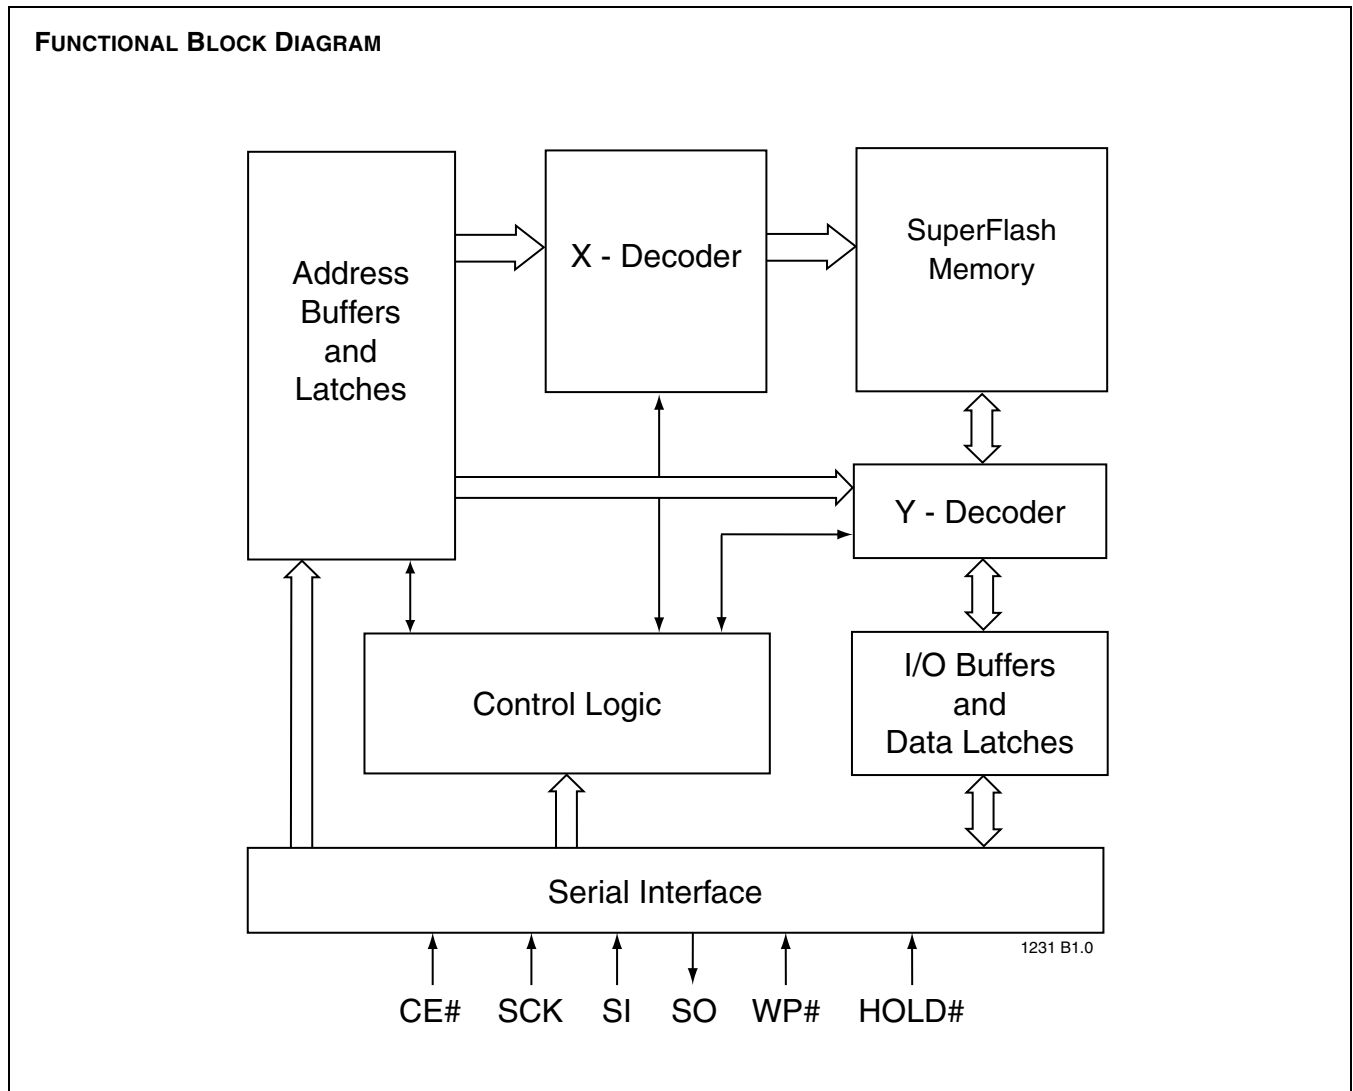 FUNCTIONAL BLOCK DIAGRAM
Address
Buffers
and
Latches
X - Decoder
SuperFlash
Memory
Y - Decoder
Control Logic
I/O Buffers
and
Data Latches
Serial Interface
1231 B1.0
CE# SCK SI SO WP# HOLD#